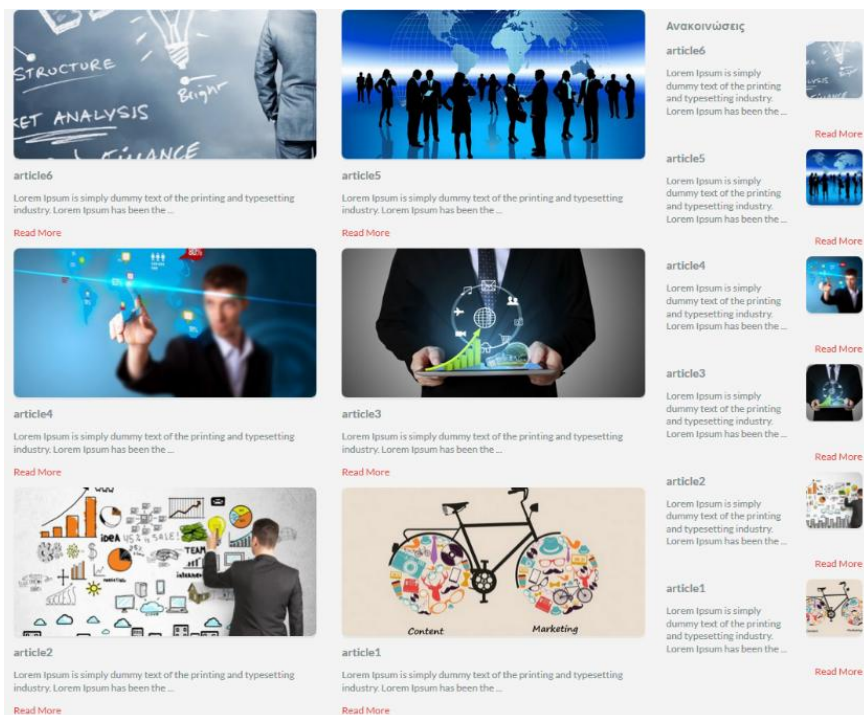 STRUCTURE
KET ANALYSIS
Bright
FINANCE
article6
Lorem Ipsum is simply dummy text of the printing and typesetting
industry. Lorem Ipsum has been the ...
Read More
article5
Lorem Ipsum is simply dummy text of the printing and typesetting
industry. Lorem Ipsum has been the ...
Read More
article4
Lorem Ipsum is simply dummy text of the printing and typesetting
industry. Lorem Ipsum has been the ...
Read More
article3
Lorem Ipsum is simply dummy text of the printing and typesetting
industry. Lorem Ipsum has been the ...
Read More
iDEA
SALE!
TEAM
article2
Lorem Ipsum is simply dummy text of the printing and typesetting
industry. Lorem Ipsum has been the ...
Read More
Content
Marketing
article1
Lorem Ipsum is simply dummy text of the printing and typesetting
industry. Lorem Ipsum has been the ...
Read More
Ανακοινώσεις
article6
Lorem Ipsum is simply
dummy text of the printing
and typesetting industry.
Lorem Ipsum has been the ...
Read More
article5
Lorem Ipsum is simply
dummy text of the printing
and typesetting industry.
Lorem Ipsum has been the ...
Read More
article4
Lorem Ipsum is simply
dummy text of the printing
and typesetting industry.
Lorem Ipsum has been the ...
Read More
article3
Lorem Ipsum is simply
dummy text of the printing
and typesetting industry.
Lorem Ipsum has been the ...
Read More
article2
Lorem Ipsum is simply
dummy text of the printing
and typesetting industry.
Lorem Ipsum has been the ...
Read More
article1
Lorem Ipsum is simply
dummy text of the printing
and typesetting industry.
Lorem Ipsum has been the ...
Read More